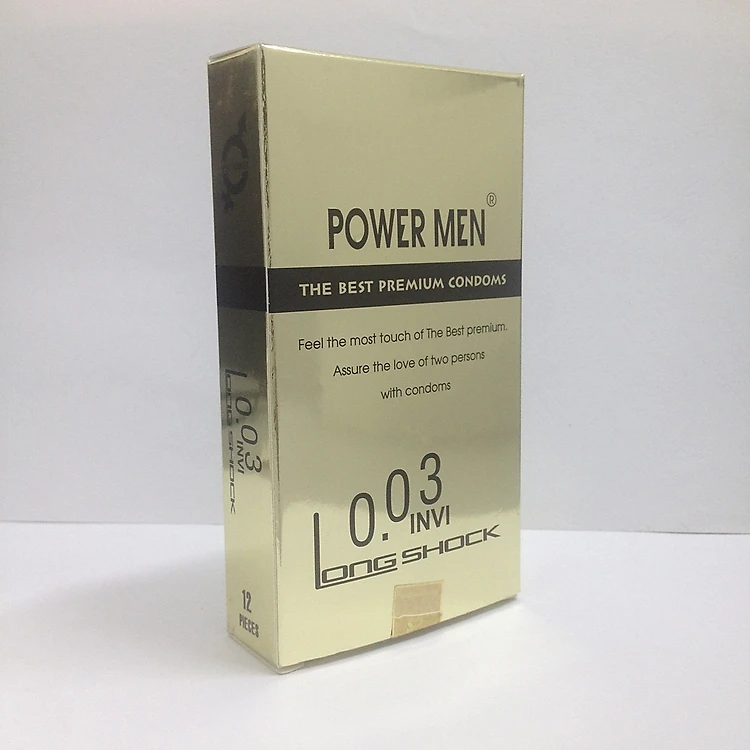 POWER MEN®
THE BEST PREMIUM CONDOMS
Feel the most touch of The Best premium.
Assure the love of two persons
with condoms
0.03
INVI
LONG SHOCK
0.03
INVI
LONG SHOCK
12
PIECES